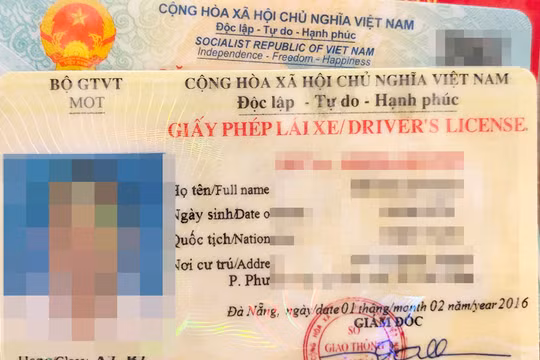 CỘNG HÒA XÃ HỘI CHỦ NGHĨA VIỆT NAM
Độc lập - Tự do - Hạnh phúc
SOCIALIST REPUBLIC OF VIET NAM
Independence - Freedom - Happiness
BỘ GTVT
MOT
CỘNG HÒA XÃ HỘI CHỦ NGHĨA VIỆT NAM
Độc lập - Tự do - Hạnh phúc
GIẤY PHÉP LÁI XE/DRIVER'S LICENSE
Họ tên/Full name
Ngày sinh/Date o
Quốc tịch/Nation
Nơi cư trú/Addre
P. Phư
Đà Nẵng, ngày/date 01 tháng/month 02 năm/year 2016
GIÁM ĐỐC
SỞ
GIAO THÔNG